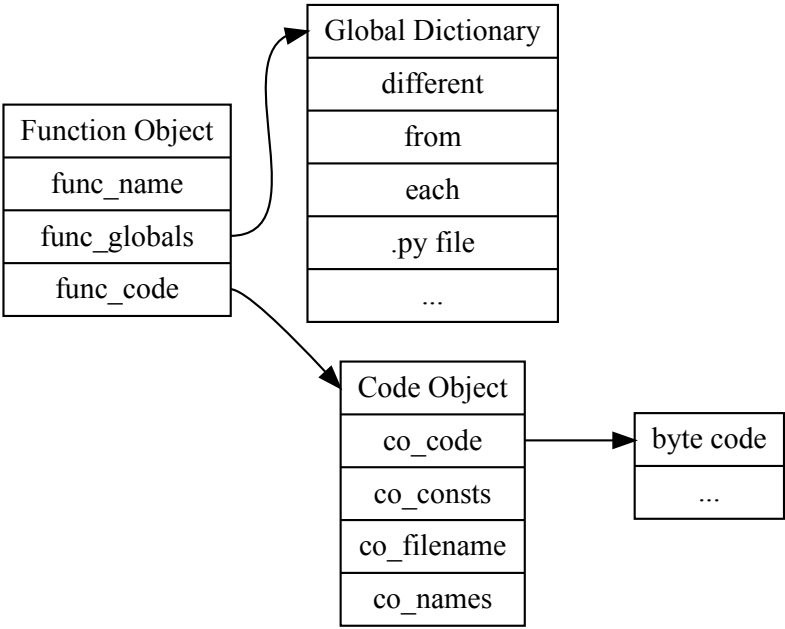 Function Object
func_name
func_globals
func_code
Global Dictionary
different
from
each
.py file
...
Code Object
co_code
co_consts
co_filename
co_names
byte code
...